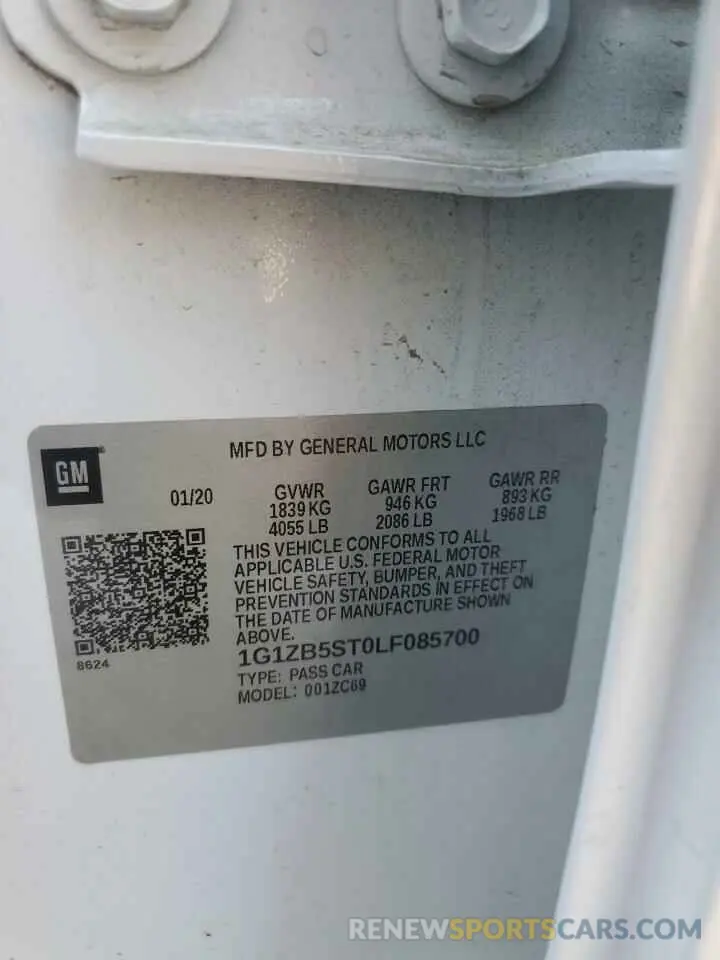 MFD BY GENERAL MOTORS LLC
GM
01/20
GVWR
1839 KG
4055 LB
GAWR FRT
946 KG
2086 LB
GAWR RR
893 KG
1968 LB
THIS VEHICLE CONFORMS TO ALL
APPLICABLE U.S. FEDERAL MOTOR
VEHICLE SAFETY, BUMPER, AND THEFT
PREVENTION STANDARDS IN EFFECT ON
THE DATE OF MANUFACTURE SHOWN
ABOVE.
8624
1G1ZB5ST0LF085700
TYPE: PASS CAR
MODEL: 001ZC69
RENEWSPORTSCARS.COM